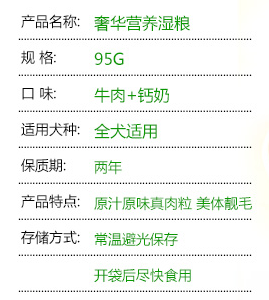 产品名称: 奢华营养湿粮
规 格: 95G
口 味: 牛肉+钙奶
适用犬种: 全犬适用
保质期: 两年
产品特点: 原汁原味真肉粒 美体靓毛
存储方式: 常温避光保存
开袋后尽快食用